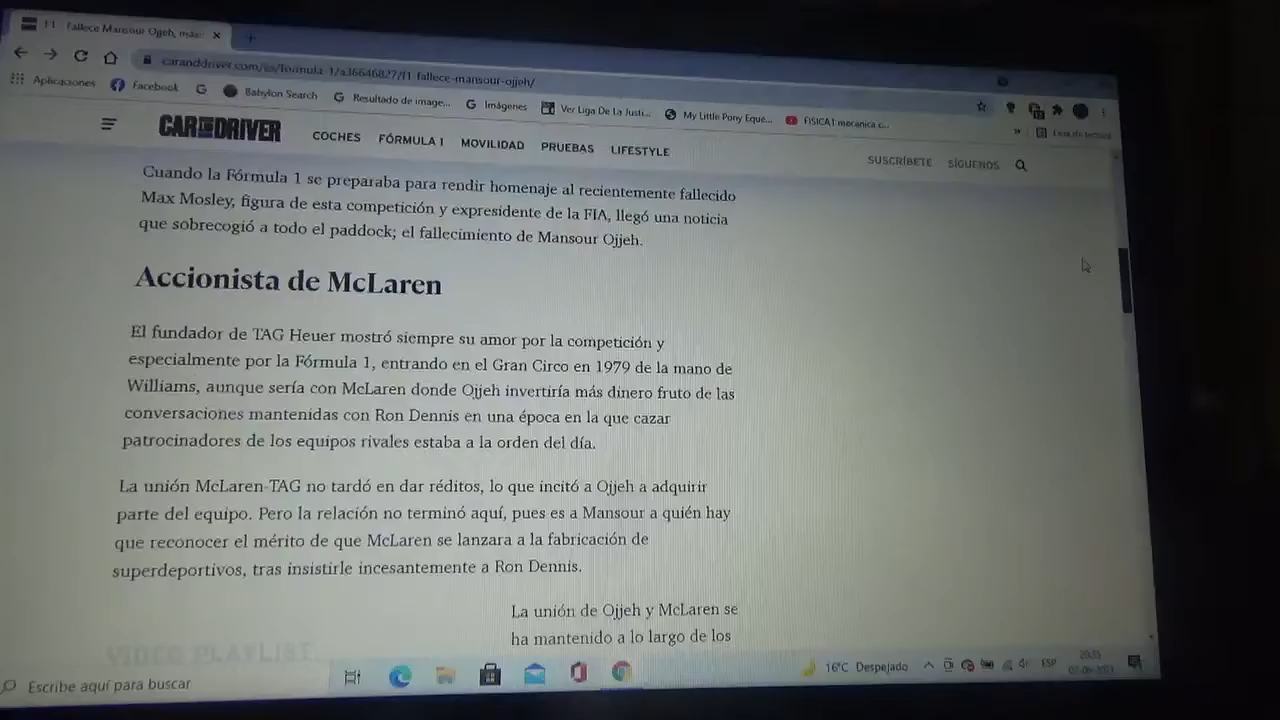 F1 Fallece Mansour Ojjeh, más
caranddriver.com/es/formula-1/a36646827/f1-fallece-mansour-ojjeh/
Aplicaciones Facebook Babylon Search Resultado de image... Imágenes Ver Liga De La Justi... My Little Pony Eque... FISICA I mecanica c... » Lista de lectura
CAR AND DRIVER COCHES FÓRMULA 1 MOVILIDAD PRUEBAS LIFESTYLE SUSCRÍBETE SÍGUENOS
Cuando la Fórmula 1 se preparaba para rendir homenaje al recientemente fallecido
Max Mosley, figura de esta competición y expresidente de la FIA, llegó una noticia
que sobrecogió a todo el paddock; el fallecimiento de Mansour Ojjeh.
Accionista de McLaren
El fundador de TAG Heuer mostró siempre su amor por la competición y
especialmente por la Fórmula 1, entrando en el Gran Circo en 1979 de la mano de
Williams, aunque sería con McLaren donde Ojjeh invertiría más dinero fruto de las
conversaciones mantenidas con Ron Dennis en una época en la que cazar
patrocinadores de los equipos rivales estaba a la orden del día.
La unión McLaren-TAG no tardó en dar réditos, lo que incitó a Ojjeh a adquirir
parte del equipo. Pero la relación no terminó aquí, pues es a Mansour a quién hay
que reconocer el mérito de que McLaren se lanzara a la fabricación de
superdeportivos, tras insistirle incesantemente a Ron Dennis.
La unión de Ojjeh y McLaren se
ha mantenido a lo largo de los
VIDEO PLAYLIST
Escribe aquí para buscar 16°C Despejado ESP